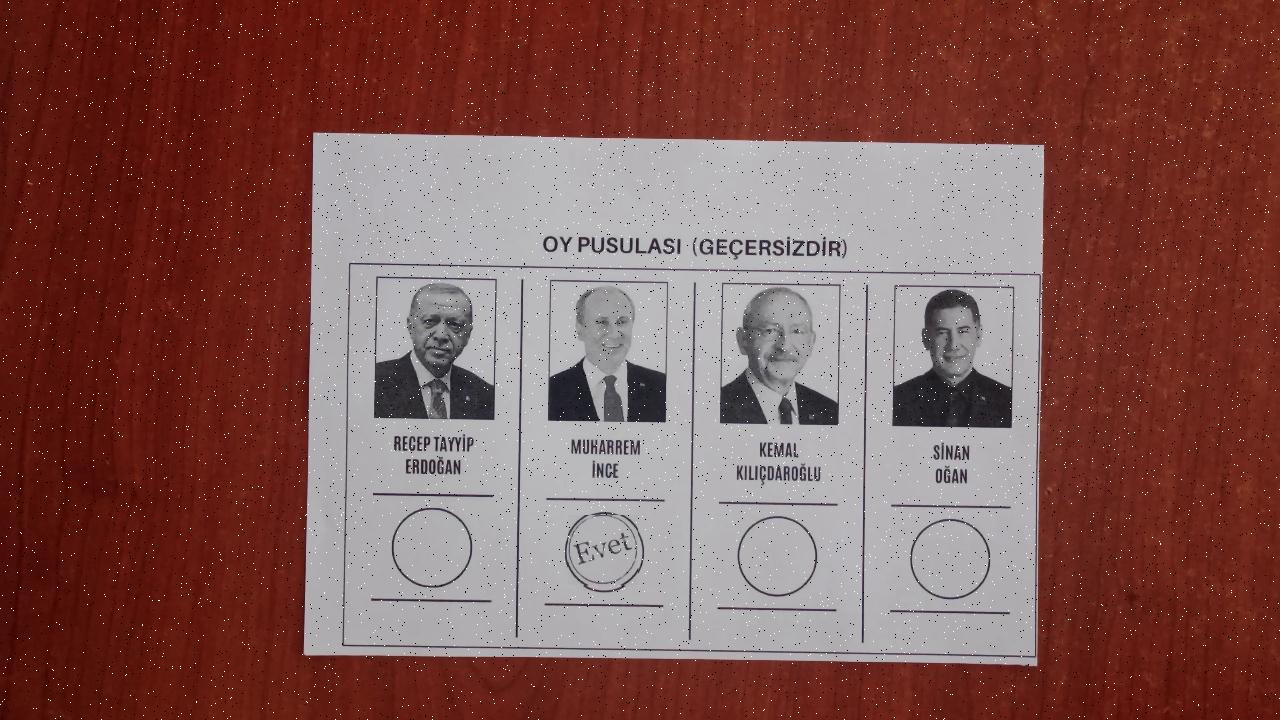 OY PUSULASI (GEÇERSİZDİR)
RECEP TAYYİP
ERDOĞAN
MUHARREM
İNCE
KEMAL
KILIÇDAROĞLU
SİNAN
OĞAN
Evet